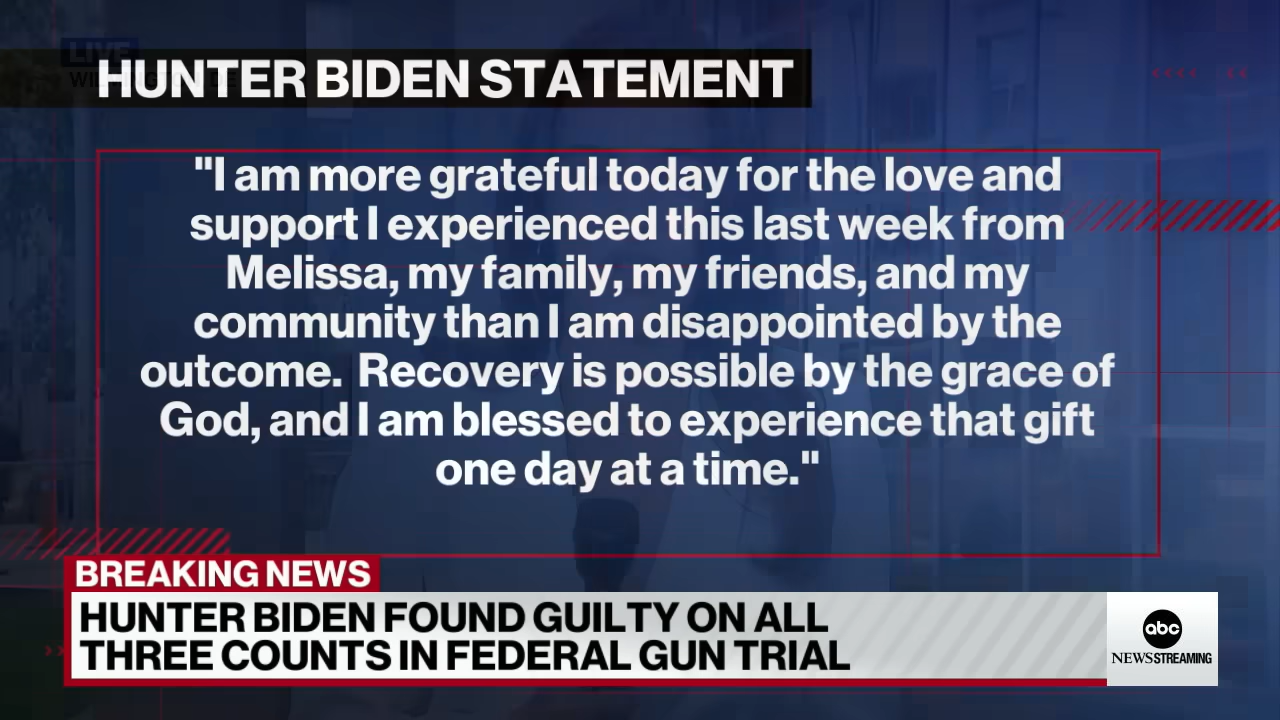 LIVE
WILMINGTON, DE
HUNTER BIDEN STATEMENT
"I am more grateful today for the love and
support I experienced this last week from
Melissa, my family, my friends, and my
community than I am disappointed by the
outcome.  Recovery is possible by the grace of
God, and I am blessed to experience that gift
one day at a time."
BREAKING NEWS
HUNTER BIDEN FOUND GUILTY ON ALL
THREE COUNTS IN FEDERAL GUN TRIAL
abc
NEWS STREAMING